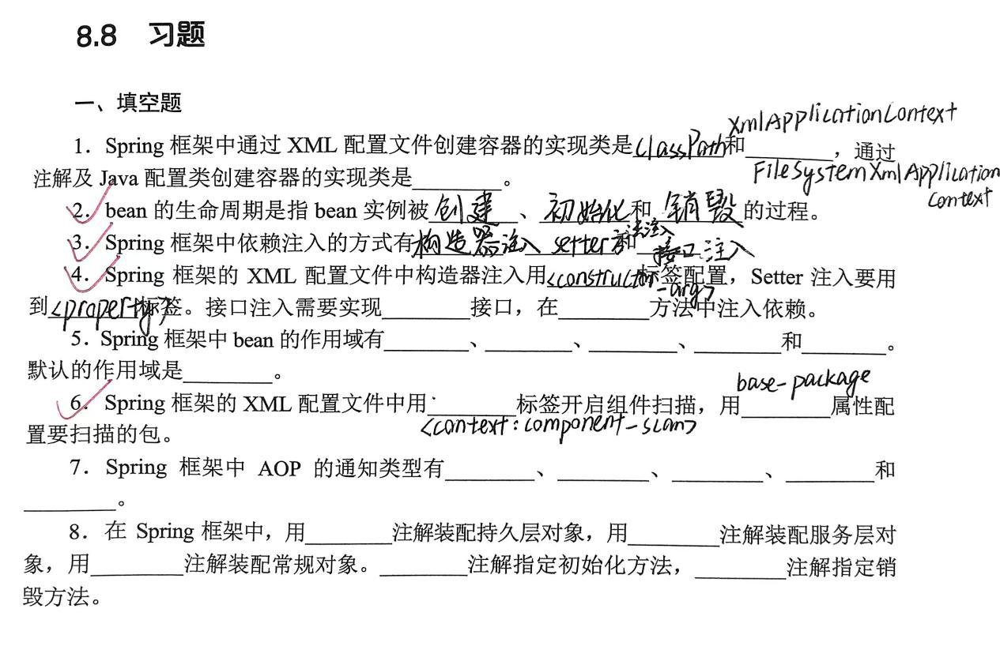 8.8 习题
一、填空题
XmlApplicationContext
1. Spring 框架中通过 XML 配置文件创建容器的实现类是ClassPath和________，通过
FileSystemXmlApplication
注解及 Java 配置类创建容器的实现类是________。
Context
2. bean 的生命周期是指 bean 实例被 创建 、 初始化 和 销毁 的过程。
3. Spring 框架中依赖注入的方式有构造器注入 setter方法注入 和 接口注入
4. Spring 框架的 XML 配置文件中构造器注入用<constructor-arg>标签配置，Setter 注入要用
到<property>标签。接口注入需要实现________接口，在________方法中注入依赖。
5. Spring 框架中 bean 的作用域有________、________、________、________和________。
默认的作用域是________。
base-package
6. Spring 框架的 XML 配置文件中用________标签开启组件扫描，用________属性配
<context:component-scan>
置要扫描的包。
7. Spring 框架中 AOP 的通知类型有________、________、________、________和
________。
8. 在 Spring 框架中，用________注解装配持久层对象，用________注解装配服务层对
象，用________注解装配常规对象。________注解指定初始化方法，________注解指定销
毁方法。